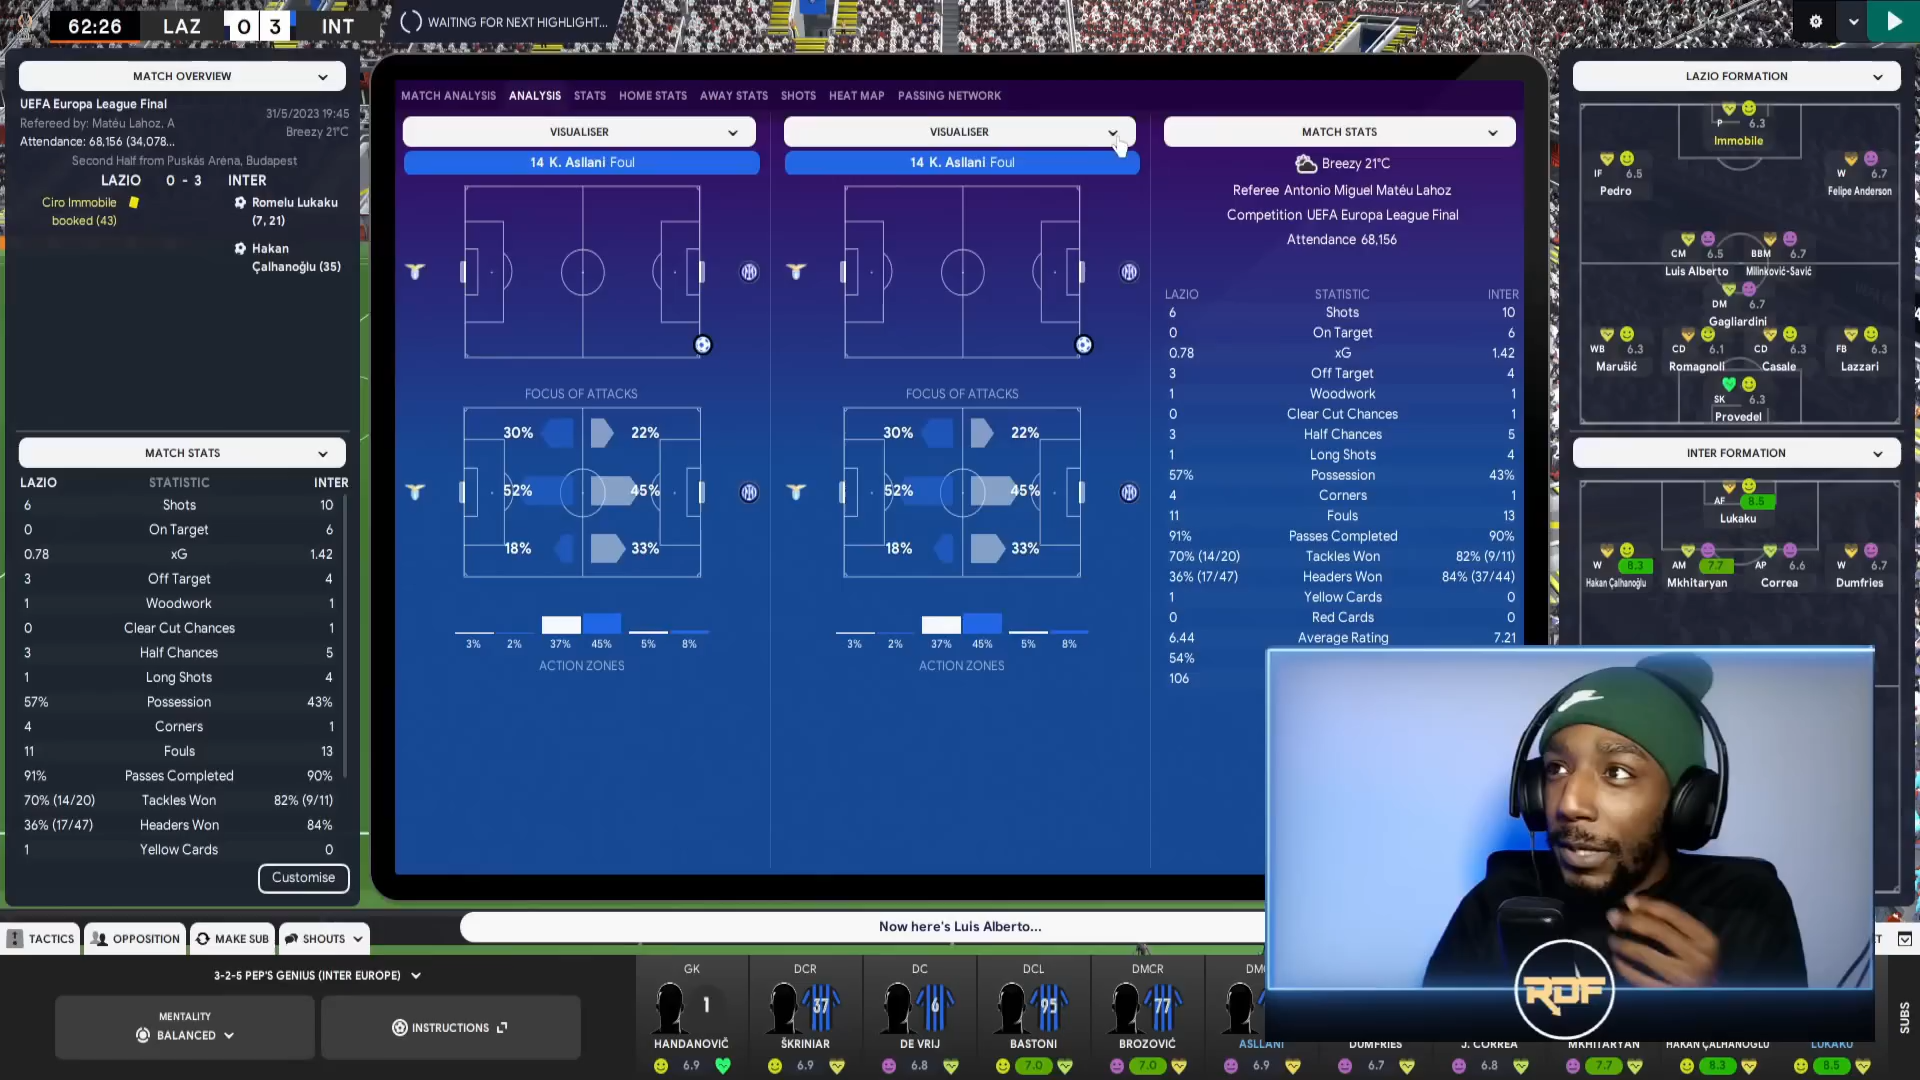 62:26 LAZ 0 3 INT
WAITING FOR NEXT HIGHLIGHT...
MATCH OVERVIEW
UEFA Europa League Final
Refereed by: Matéu Lahoz, A
Attendance: 68,156 (34,078...
31/5/2023 19:45
Breezy 21°C
Second Half from Puskás Aréna, Budapest
LAZIO 0 - 3 INTER
Ciro Immobile
booked (43)
Romelu Lukaku
(7, 21)
Hakan
Çalhanoğlu (35)
MATCH STATS
LAZIO STATISTIC INTER
6 Shots 10
0 On Target 6
0.78 xG 1.42
3 Off Target 4
1 Woodwork 1
0 Clear Cut Chances 1
3 Half Chances 5
1 Long Shots 4
57% Possession 43%
4 Corners 1
11 Fouls 13
91% Passes Completed 90%
70% (14/20) Tackles Won 82% (9/11)
36% (17/47) Headers Won 84%
1 Yellow Cards 0
Customise
MATCH ANALYSIS ANALYSIS STATS HOME STATS AWAY STATS SHOTS HEAT MAP PASSING NETWORK
VISUALISER
14 K. Asllani Foul
FOCUS OF ATTACKS
30% 22%
52% 45%
18% 33%
3% 2% 37% 45% 5% 8%
ACTION ZONES
VISUALISER
14 K. Asllani Foul
FOCUS OF ATTACKS
30% 22%
52% 45%
18% 33%
3% 2% 37% 45% 5% 8%
ACTION ZONES
MATCH STATS
Breezy 21°C
Referee Antonio Miguel Matéu Lahoz
Competition UEFA Europa League Final
Attendance 68,156
LAZIO STATISTIC INTER
6 Shots 10
0 On Target 6
0.78 xG 1.42
3 Off Target 4
1 Woodwork 1
0 Clear Cut Chances 1
3 Half Chances 5
1 Long Shots 4
57% Possession 43%
4 Corners 1
11 Fouls 13
91% Passes Completed 90%
70% (14/20) Tackles Won 82% (9/11)
36% (17/47) Headers Won 84% (37/44)
1 Yellow Cards 0
0 Red Cards 0
6.44 Average Rating 7.21
54%
106
LAZIO FORMATION
P 6.3
Immobile
IF 6.5
Pedro
W 6.7
Felipe Anderson
CM 6.5
Luis Alberto
BBM 6.7
Milinković-Savić
DM 6.7
Gagliardini
WB 6.3
Marušić
CD 6.1
Romagnoli
CD 6.3
Casale
FB 6.3
Lazzari
SK 6.3
Provedel
INTER FORMATION
AF 8.5
Lukaku
W 8.3
Hakan Çalhanoğlu
AM 7.7
Mkhitaryan
AP 6.6
Correa
W 6.7
Dumfries
RDF
TACTICS OPPOSITION MAKE SUB SHOUTS
Now here's Luis Alberto...
3-2-5 PEP'S GENIUS (INTER EUROPE)
MENTALITY
BALANCED
INSTRUCTIONS
GK DCR DC DCL DMCR
1 37 6 95 77
HANDANOVIČ ŠKRINIAR DE VRIJ BASTONI BROZOVIĆ ASLLANI DUMFRIES J. CORREA MKHITARYAN HAKAN ÇALHANOĞLU LUKAKU
6.9 6.9 6.8 7.0 7.0 6.9 6.7 6.8 7.7 8.3 8.5
SUBS